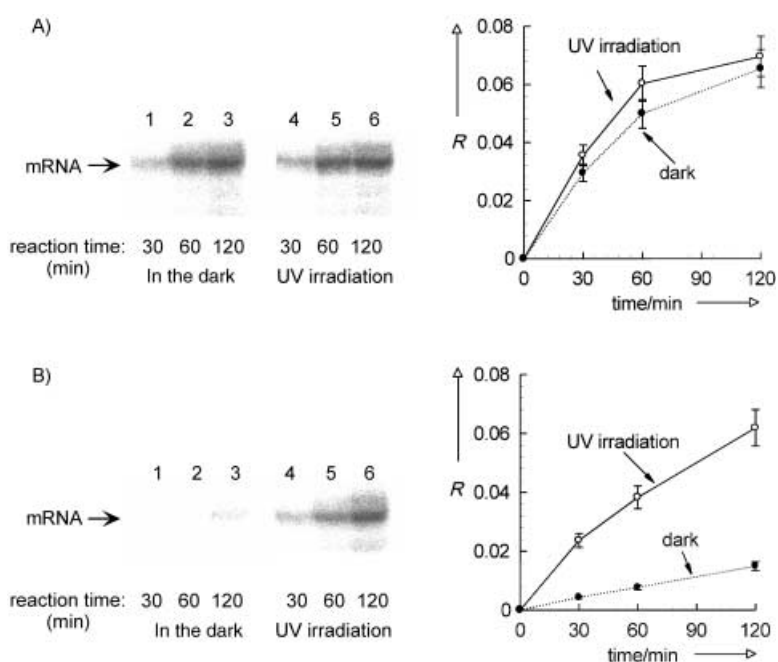 A)
1 2 3 4 5 6
mRNA
reaction time: 30 60 120 30 60 120
(min)
In the dark UV irradiation
0.08
0.06
0.04
0.02
0
R
UV irradiation
dark
0 30 60 90 120
time/min
B)
1 2 3 4 5 6
mRNA
reaction time: 30 60 120 30 60 120
(min)
In the dark UV irradiation
0.08
0.06
0.04
0.02
0
R
UV irradiation
dark
0 30 60 90 120
time/min